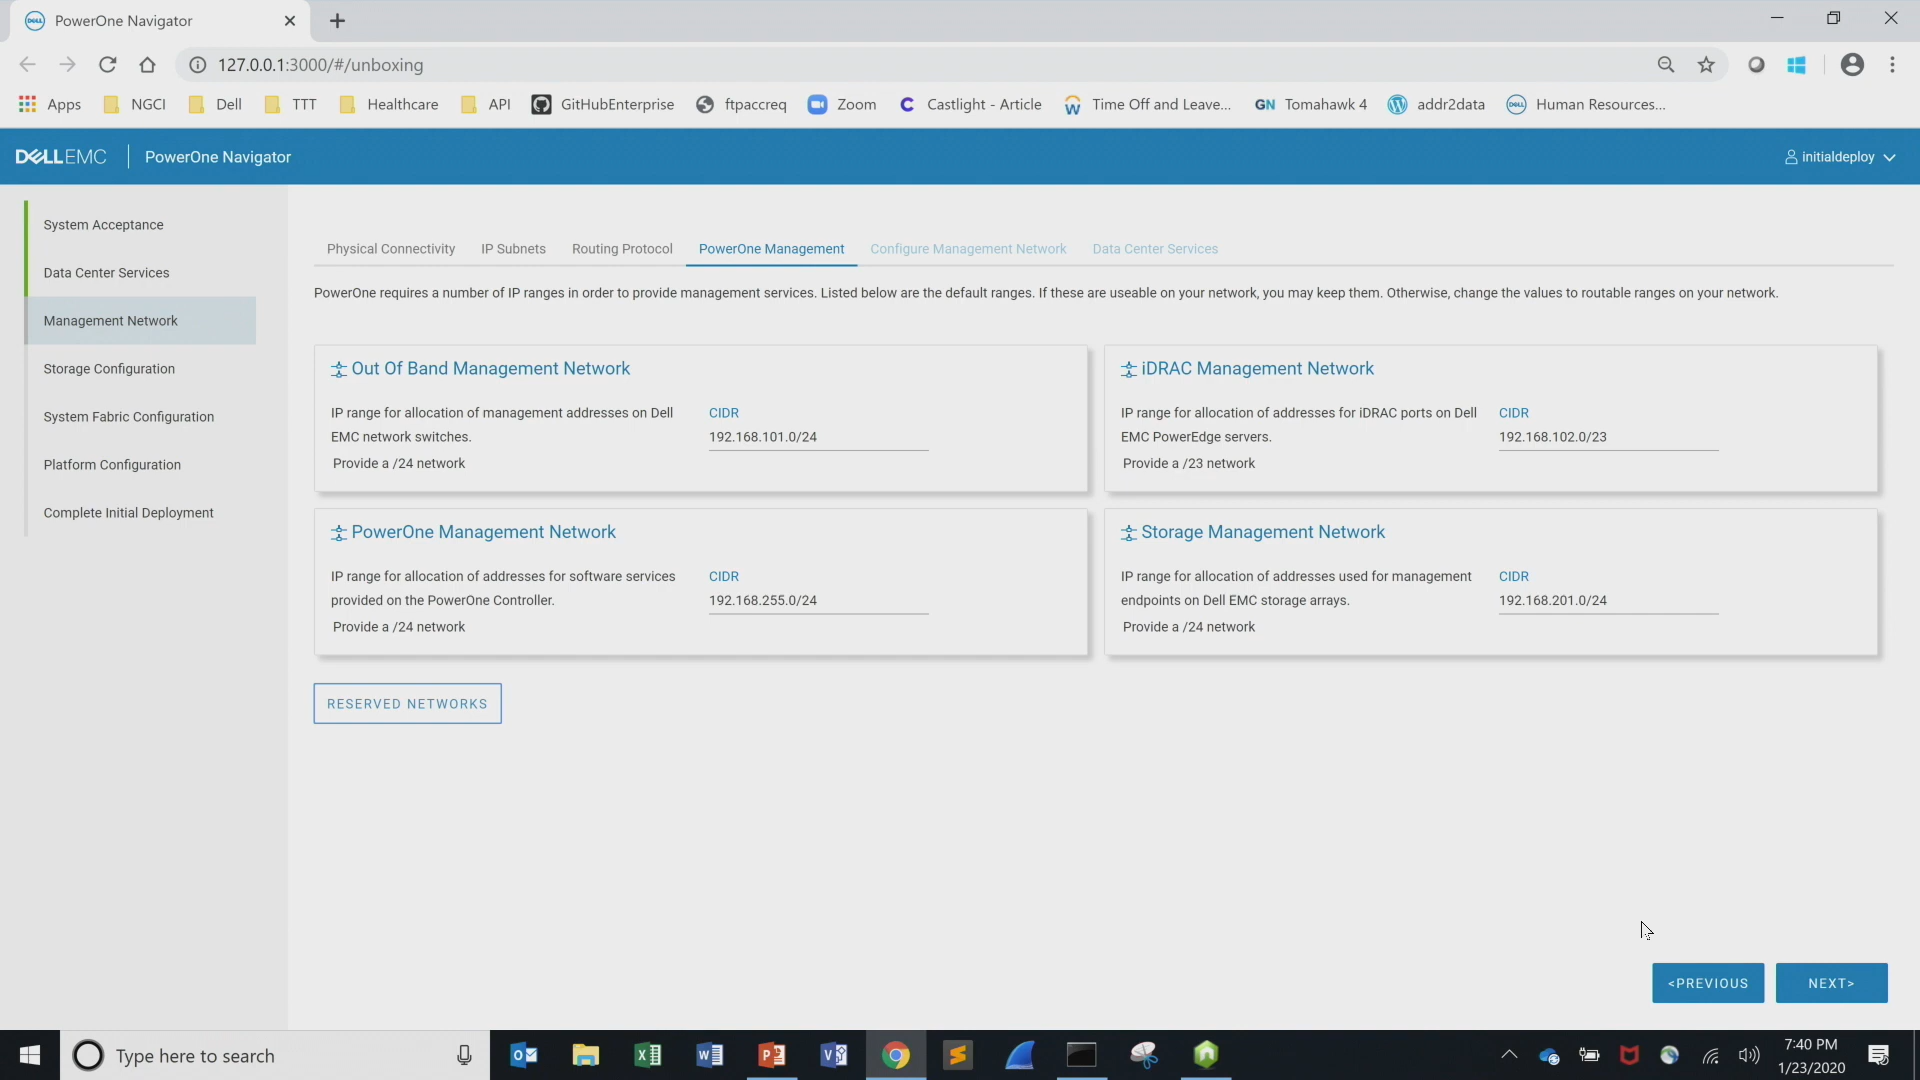 PowerOne Navigator
127.0.0.1:3000/#/unboxing
Apps NGCI Dell TTT Healthcare API GitHubEnterprise ftpaccreq Zoom Castlight - Article Time Off and Leave... GN Tomahawk 4 addr2data Human Resources...
DELLEMC PowerOne Navigator initialdeploy
System Acceptance
Data Center Services
Management Network
Storage Configuration
System Fabric Configuration
Platform Configuration
Complete Initial Deployment
Physical Connectivity IP Subnets Routing Protocol PowerOne Management Configure Management Network Data Center Services
PowerOne requires a number of IP ranges in order to provide management services. Listed below are the default ranges. If these are useable on your network, you may keep them. Otherwise, change the values to routable ranges on your network.
Out Of Band Management Network
IP range for allocation of management addresses on Dell
EMC network switches.
Provide a /24 network
CIDR
192.168.101.0/24
iDRAC Management Network
IP range for allocation of addresses for iDRAC ports on Dell
EMC PowerEdge servers.
Provide a /23 network
CIDR
192.168.102.0/23
PowerOne Management Network
IP range for allocation of addresses for software services
provided on the PowerOne Controller.
Provide a /24 network
CIDR
192.168.255.0/24
Storage Management Network
IP range for allocation of addresses used for management
endpoints on Dell EMC storage arrays.
Provide a /24 network
CIDR
192.168.201.0/24
RESERVED NETWORKS
<PREVIOUS NEXT>
Type here to search
7:40 PM
1/23/2020